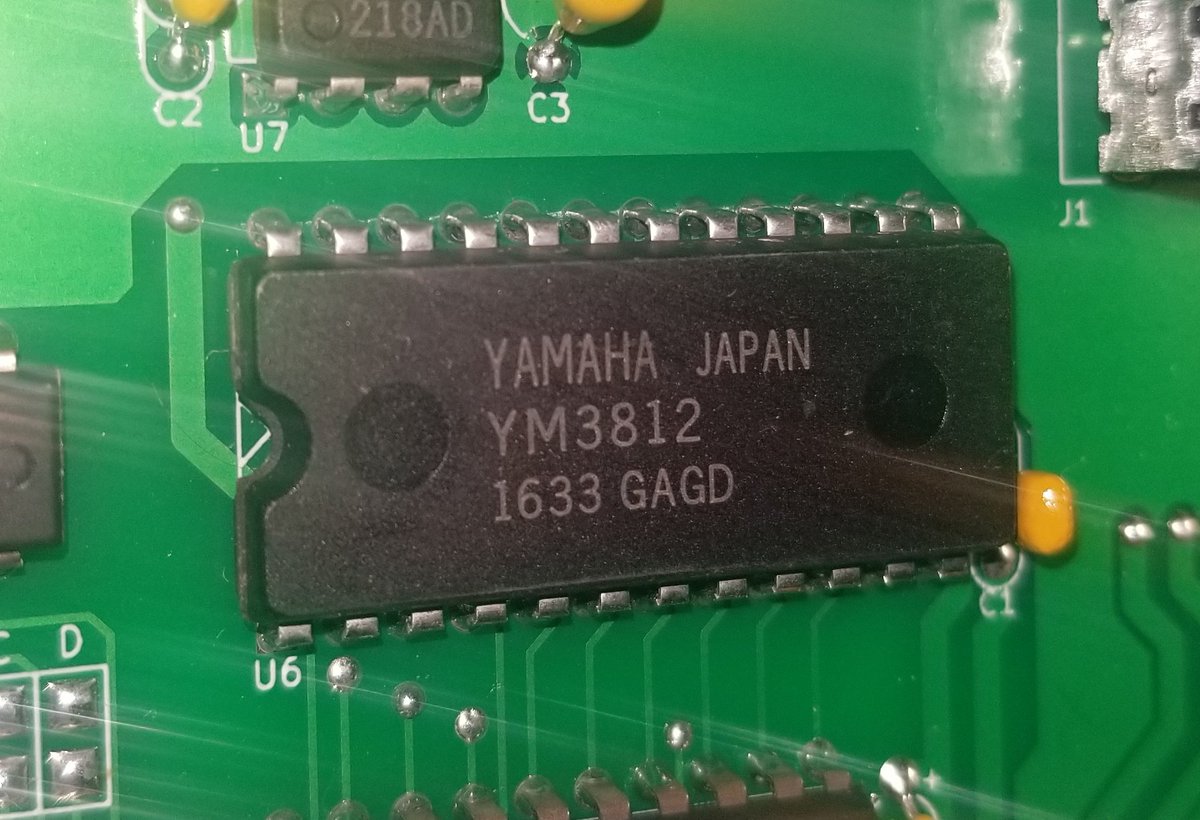 218AD
C2
U7
C3
J1
YAMAHA JAPAN
YM3812
1633 GAGD
C1
U6
C D